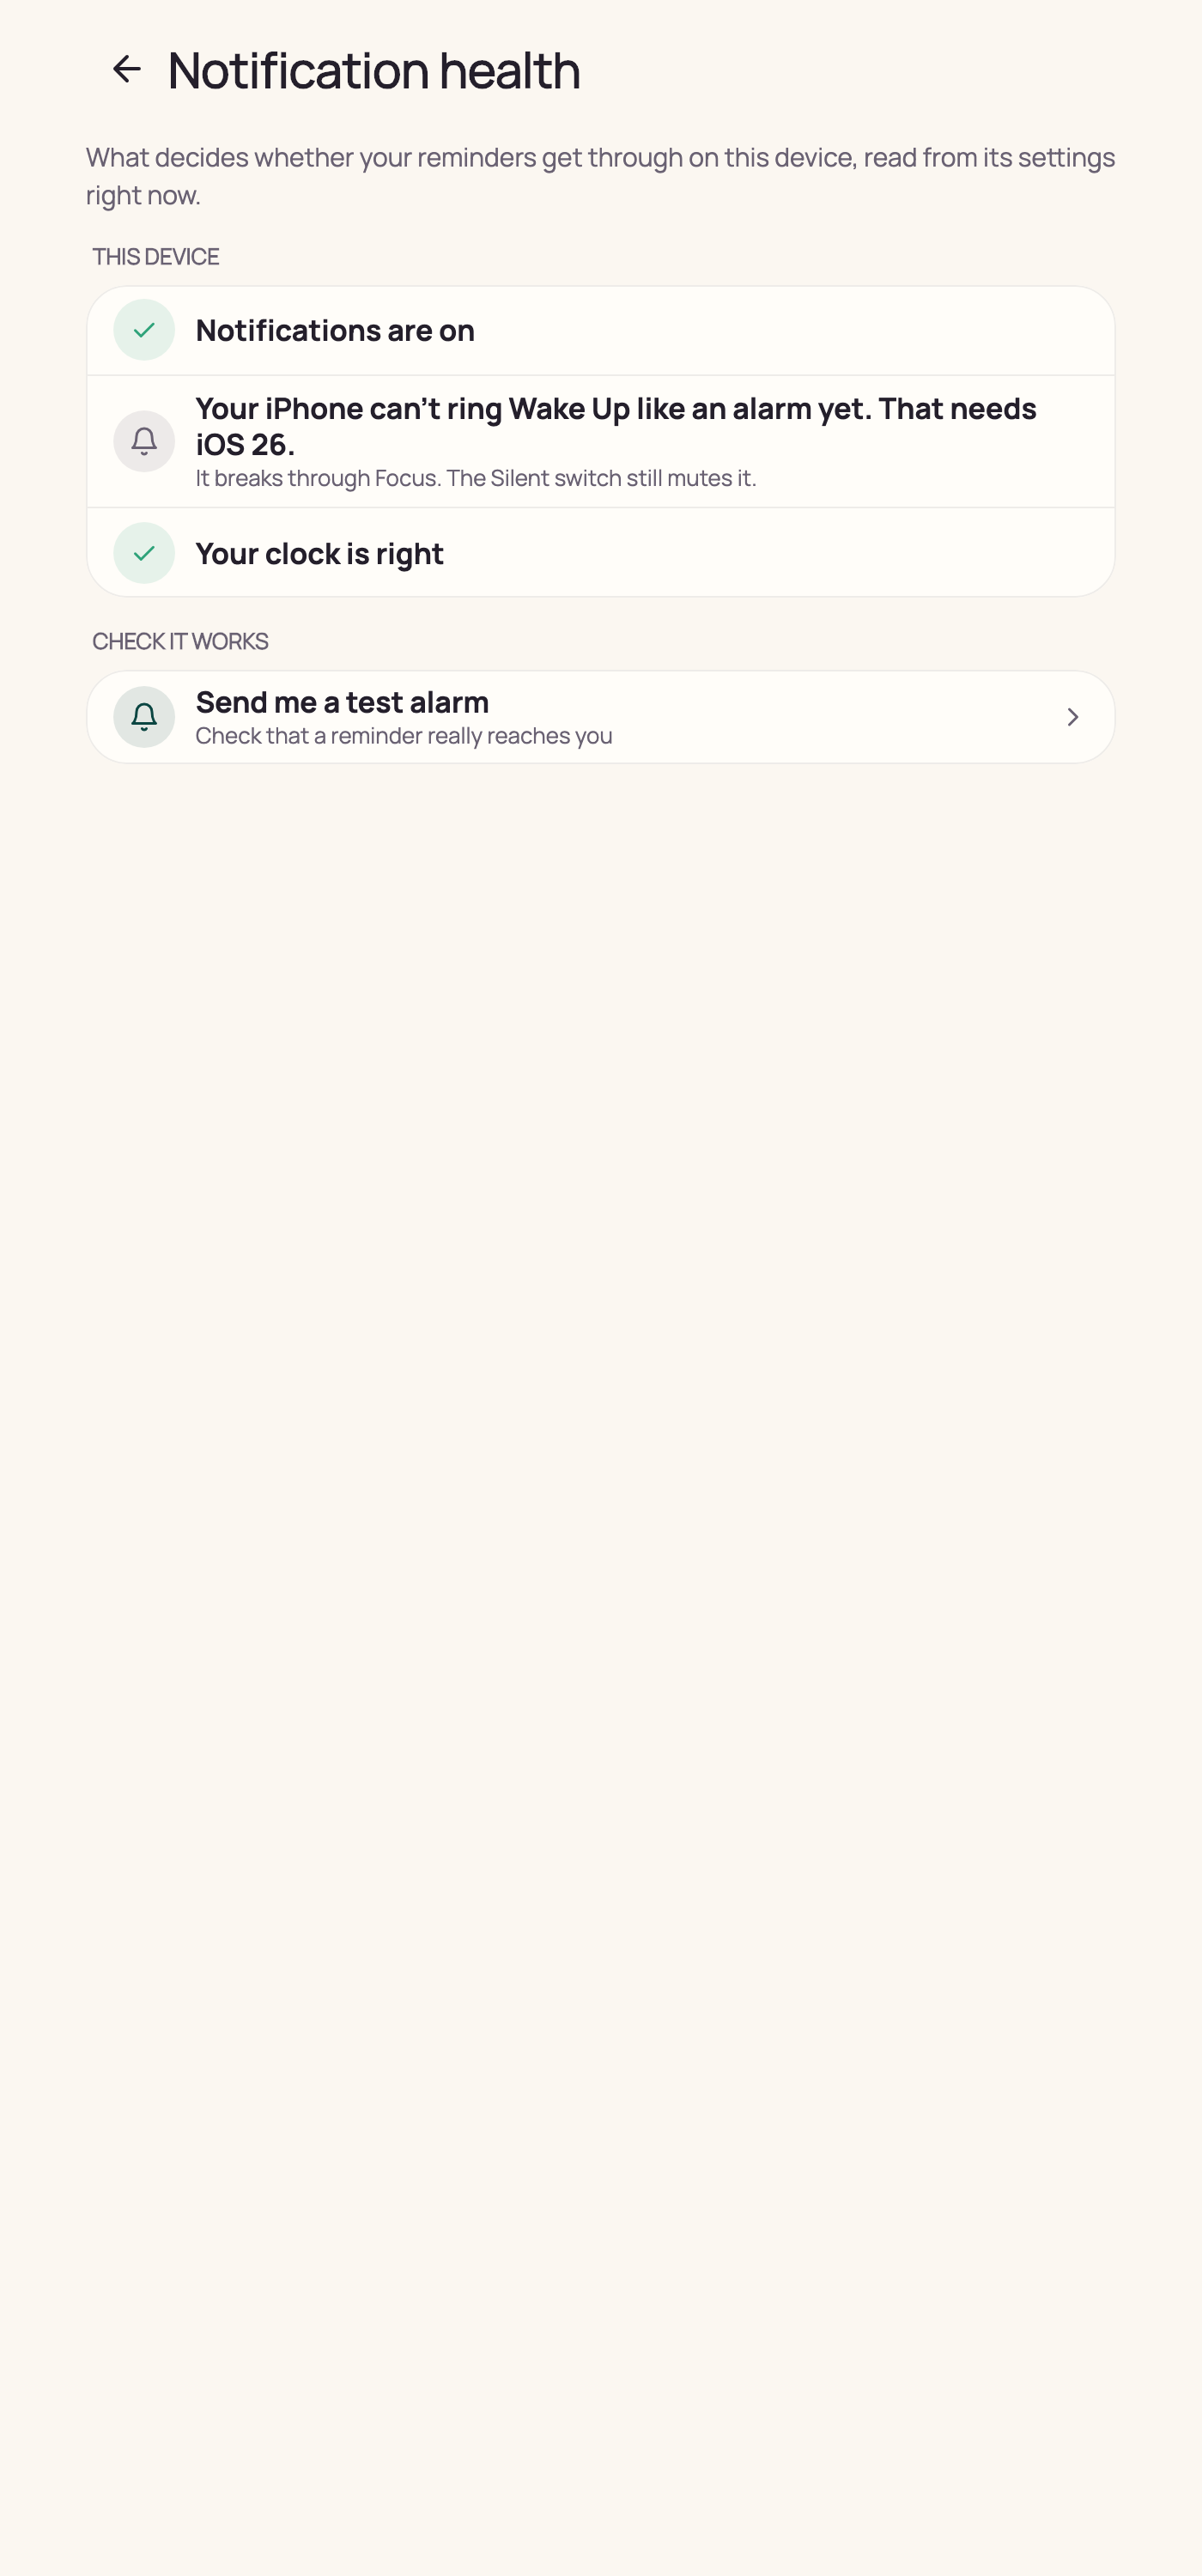 Notification health
What decides whether your reminders get through on this device, read from its settings
right now.
THIS DEVICE
Notifications are on
Your iPhone can’t ring Wake Up like an alarm yet. That needs
iOS 26.
It breaks through Focus. The Silent switch still mutes it.
Your clock is right
CHECK IT WORKS
Send me a test alarm
Check that a reminder really reaches you